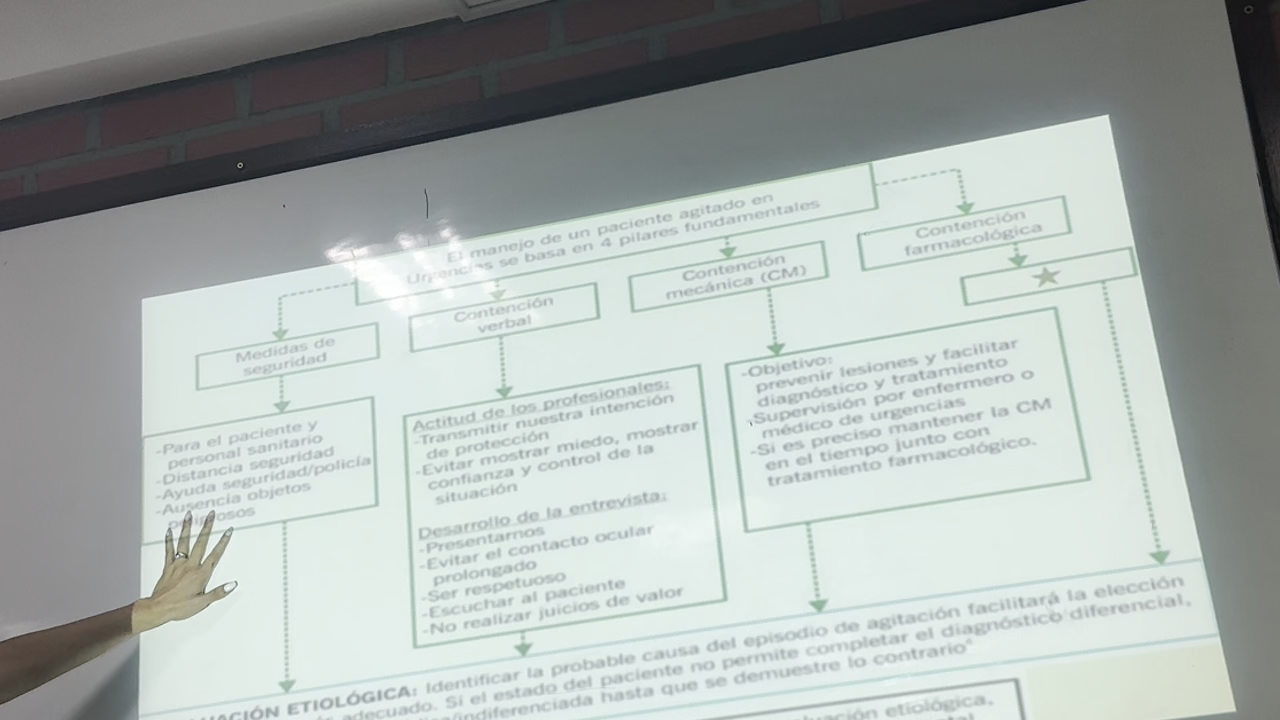 El manejo de un paciente agitado en
Urgencias se basa en 4 pilares fundamentales
Medidas de
seguridad
-Para el paciente y
personal sanitario
-Distancia seguridad
-Ayuda seguridad/policía
-Ausencia objetos
Contención
verbal
Actitud de los profesionales:
-Transmitir nuestra intención
de protección
-Evitar mostrar miedo, mostrar
confianza y control de la
situación
Desarrollo de la entrevista:
-Presentarnos
-Evitar el contacto ocular
prolongado
-Ser respetuoso
-Escuchar al paciente
-No realizar juicios de valor
Contención
mecánica (CM)
-Objetivo:
prevenir lesiones y facilitar
diagnóstico y tratamiento
-Supervisión por enfermero o
médico de urgencias
-Si es preciso mantener la CM
en el tiempo junto con
tratamiento farmacológico.
Contención
farmacológica
ETIOLÓGICA: Identificar la probable causa del episodio de agitación facilitará la elección
adecuado. Si el estado del paciente no permite completar el diagnóstico diferencial,
/indiferenciada hasta que se demuestre lo contrario
etiológica,